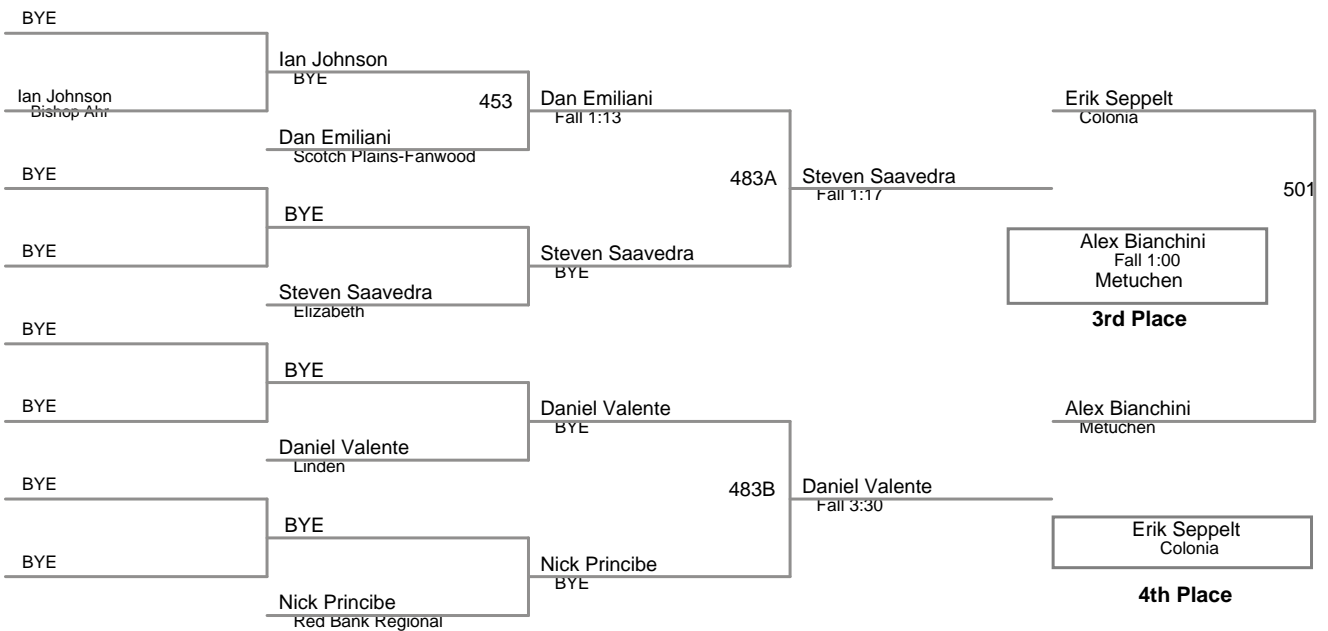 BYE
Ian Johnson
BYE
Ian Johnson
Bishop Ahr
453
Dan Emiliani
Fall 1:13
Erik Seppelt
Colonia
Dan Emiliani
Scotch Plains-Fanwood
BYE
483A
Steven Saavedra
Fall 1:17
501
BYE
BYE
Steven Saavedra
BYE
Alex Bianchini
Fall 1:00
Metuchen
3rd Place
Steven Saavedra
Elizabeth
BYE
BYE
BYE
Daniel Valente
BYE
Alex Bianchini
Metuchen
Daniel Valente
Linden
BYE
483B
Daniel Valente
Fall 3:30
BYE
Erik Seppelt
Colonia
BYE
Nick Principe
BYE
4th Place
Nick Principe
Red Bank Regional